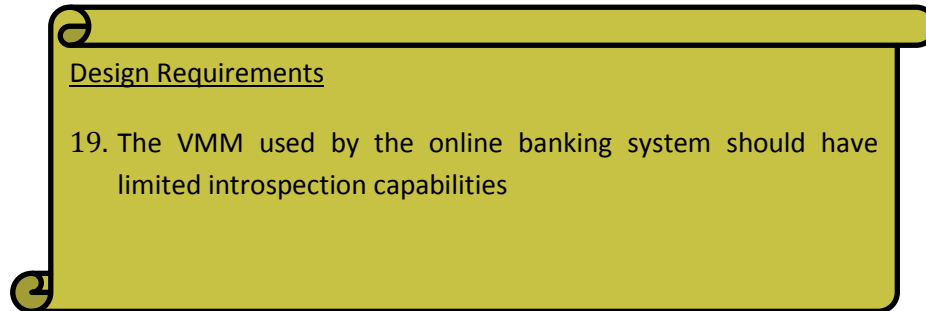 Design Requirements
19. The VMM used by the online banking system should have
limited introspection capabilities